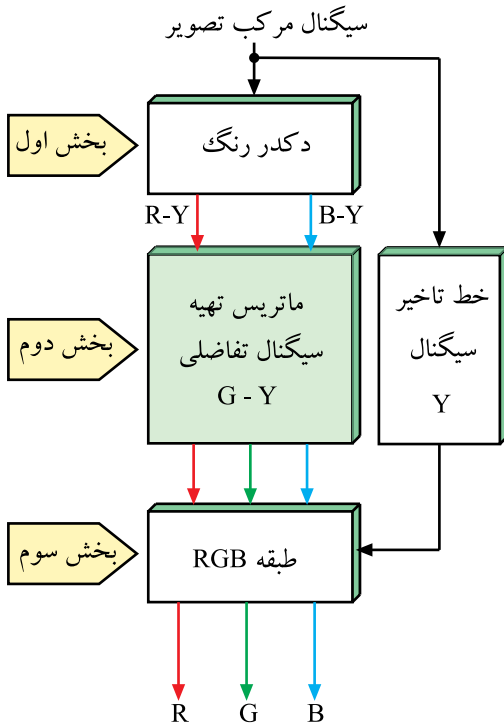 سیگنال مرکب تصویر
بخش اول
دکدر رنگ
R-Y
B-Y
بخش دوم
ماتریس تهیه
سیگنال تفاضلی
G - Y
خط تاخیر
سیگنال
Y
بخش سوم
طبقه RGB
R
G
B